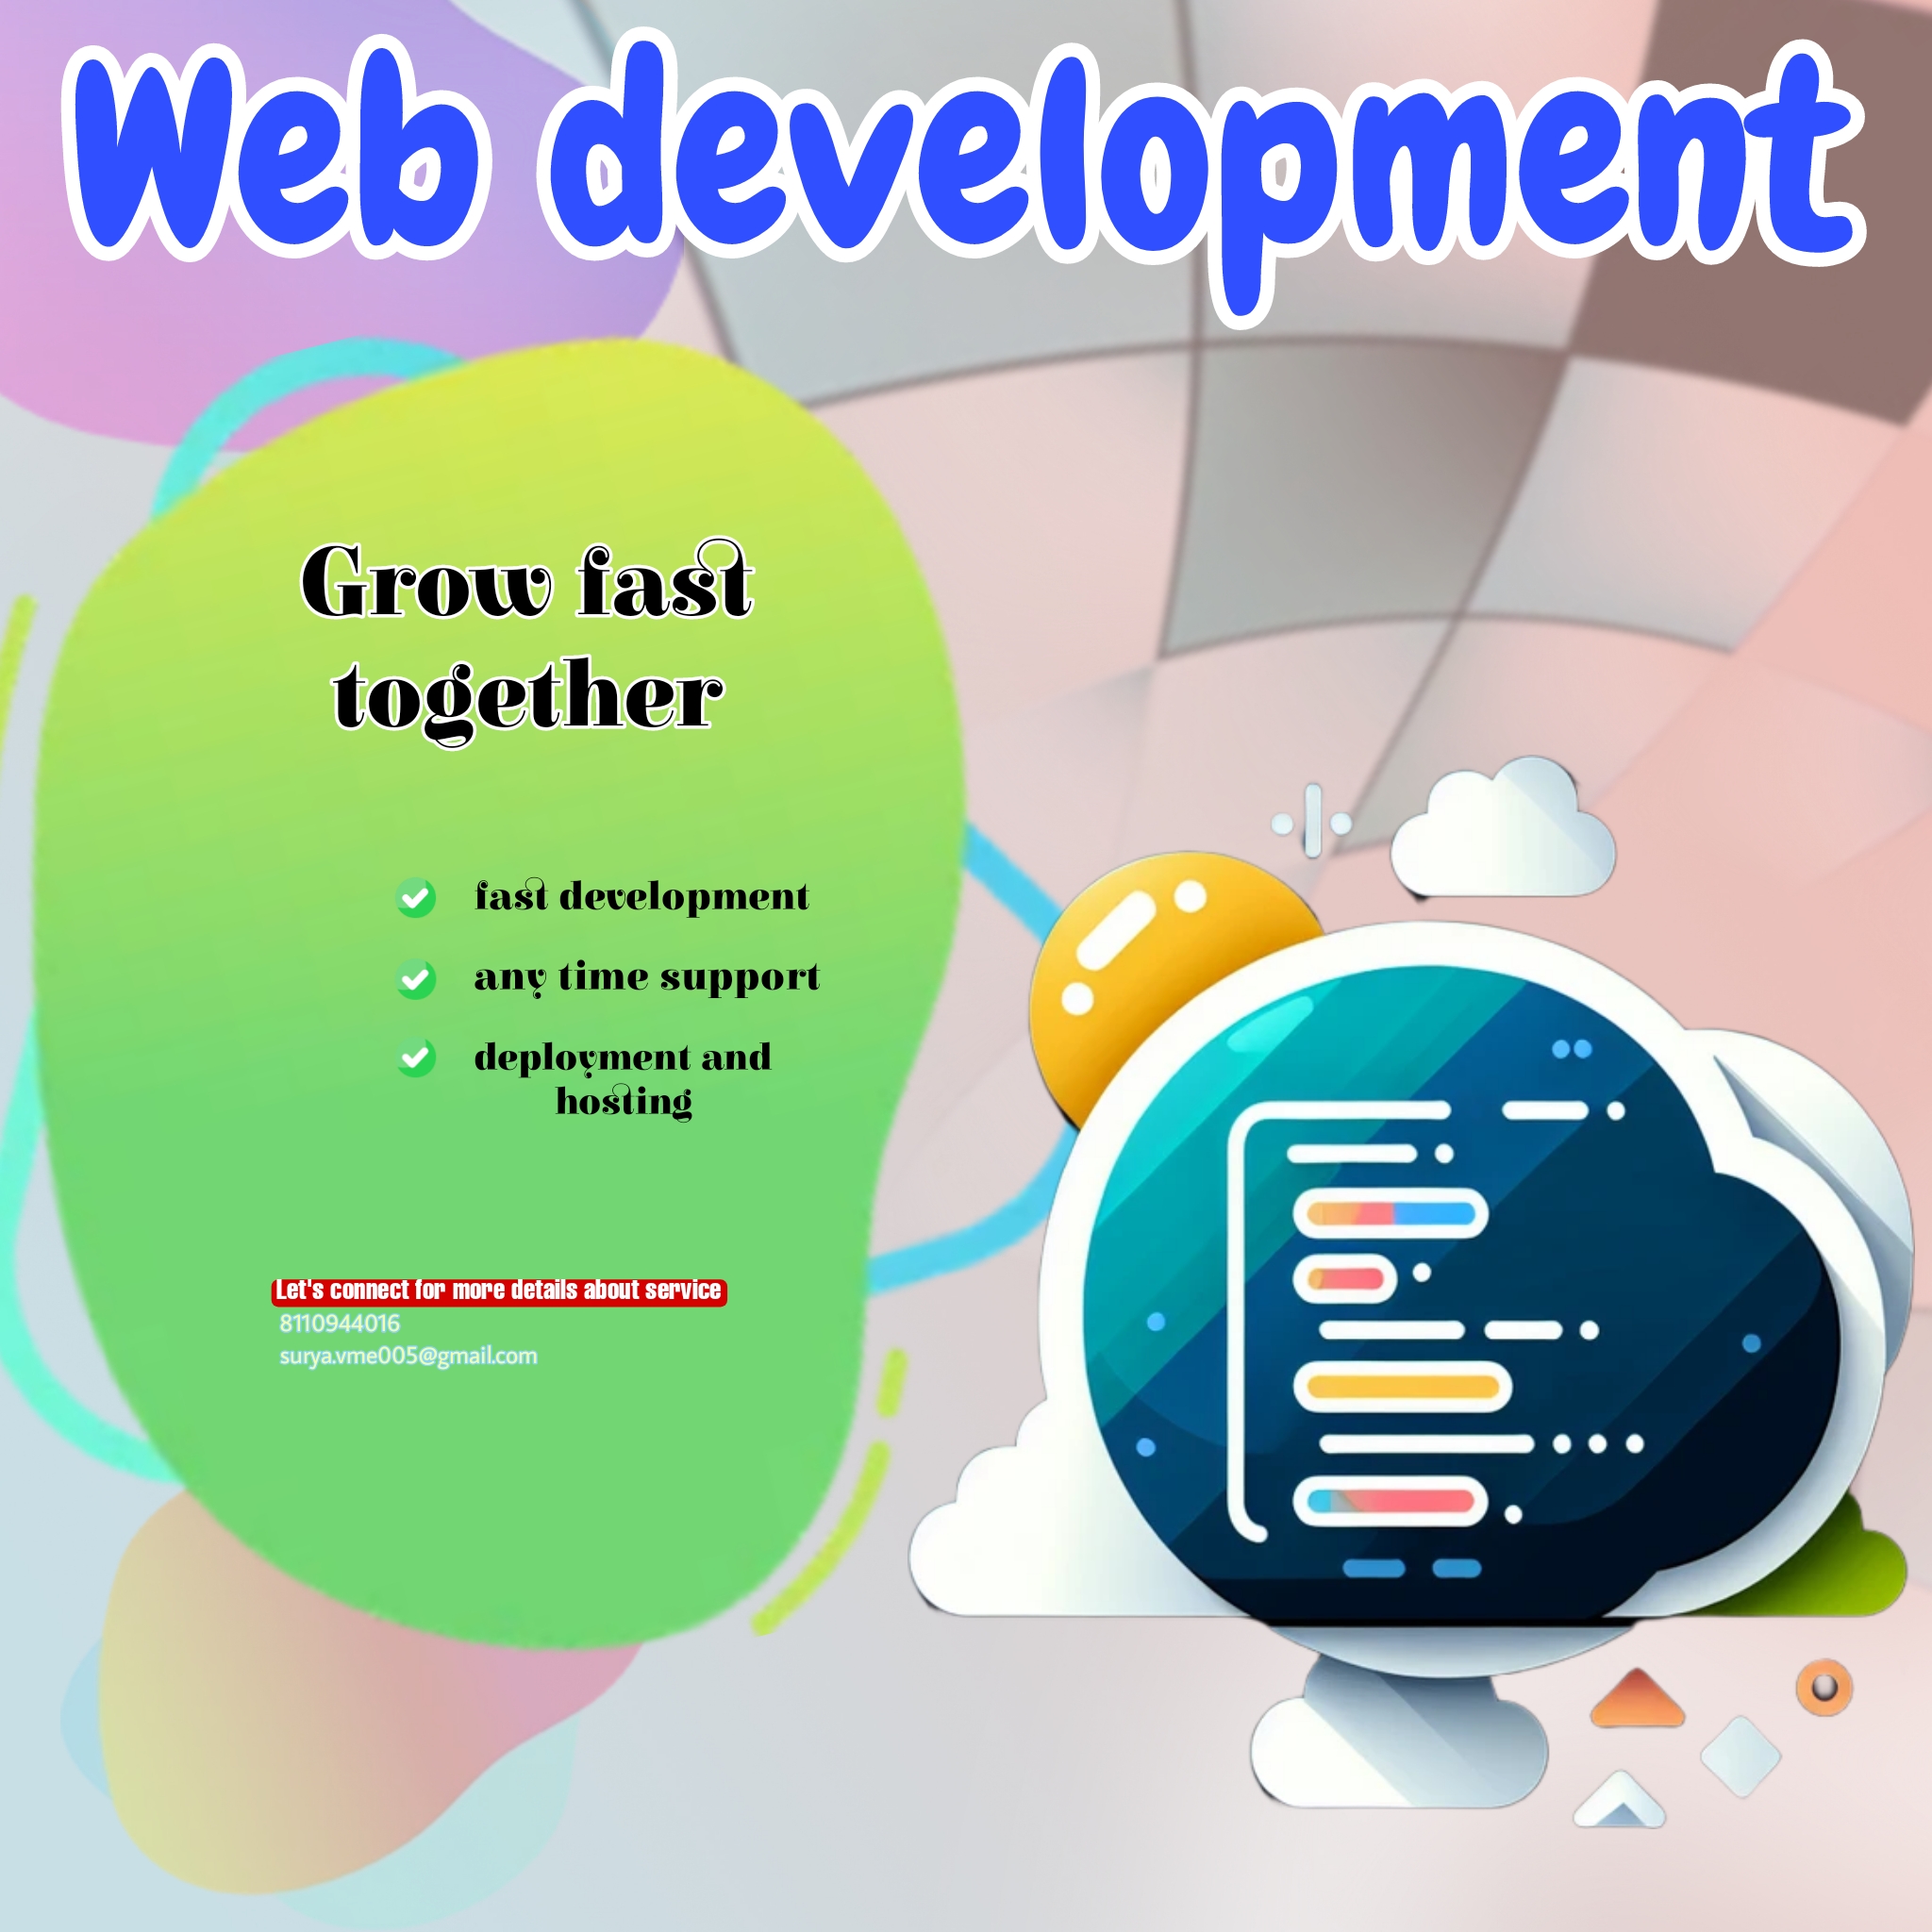 Web development
Grow fast
together
fast development
any time support
deployment and
hosting
Let's connect for more details about service
8110944016
surya.vme005@gmail.com